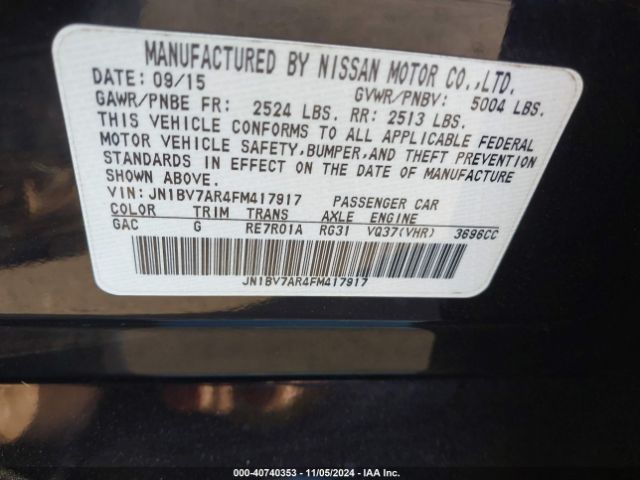 MANUFACTURED BY NISSAN MOTOR CO.,LTD.
DATE: 09/15 GVWR/PNBV: 5004 LBS.
GAWR/PNBE FR: 2524 LBS. RR: 2513 LBS.
THIS VEHICLE CONFORMS TO ALL APPLICABLE FEDERAL
MOTOR VEHICLE SAFETY, BUMPER, AND THEFT PREVENTION
STANDARDS IN EFFECT ON THE DATE OF MANUFACTURE
SHOWN ABOVE.
VIN: JN1BV7AR4FM417917 PASSENGER CAR
COLOR TRIM TRANS AXLE ENGINE
GAC G RE7R01A RG31 VQ37(VHR) 3696CC
JN1BV7AR4FM417917
000-40740353 - 11/05/2024 - IAA Inc.